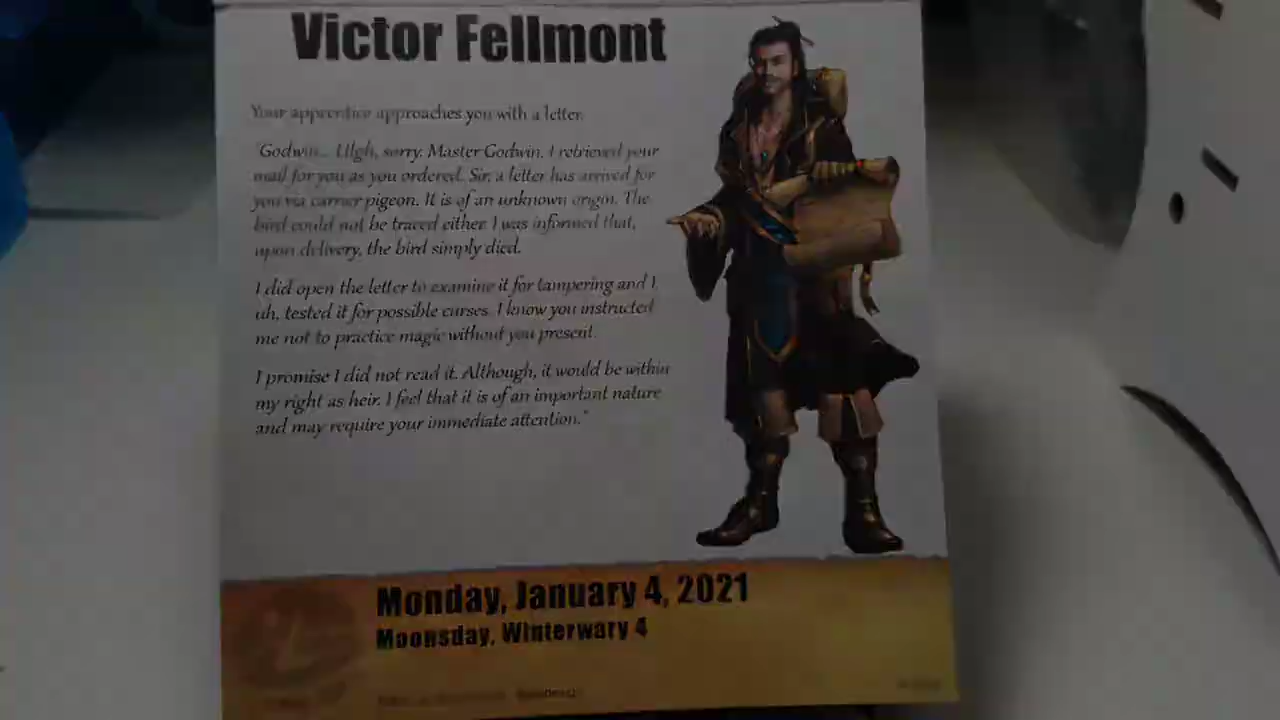 Victor Fellmont
Your apprentice approaches you with a letter.
"Godwin... Ulgh, sorry. Master Godwin. I retrieved your
mail for you as you ordered. Sir, a letter has arrived for
you via carrier pigeon. It is of an unknown origin. The
bird could not be traced either. I was informed that,
upon delivery, the bird simply died.
I did open the letter to examine it for tampering and I,
uh, tested it for possible curses. I know you instructed
me not to practice magic without you present.
I promise I did not read it. Although, it would be within
my right as heir. I feel that it is of an important nature
and may require your immediate attention."
Monday, January 4, 2021
Moonsday, Winterwary 4